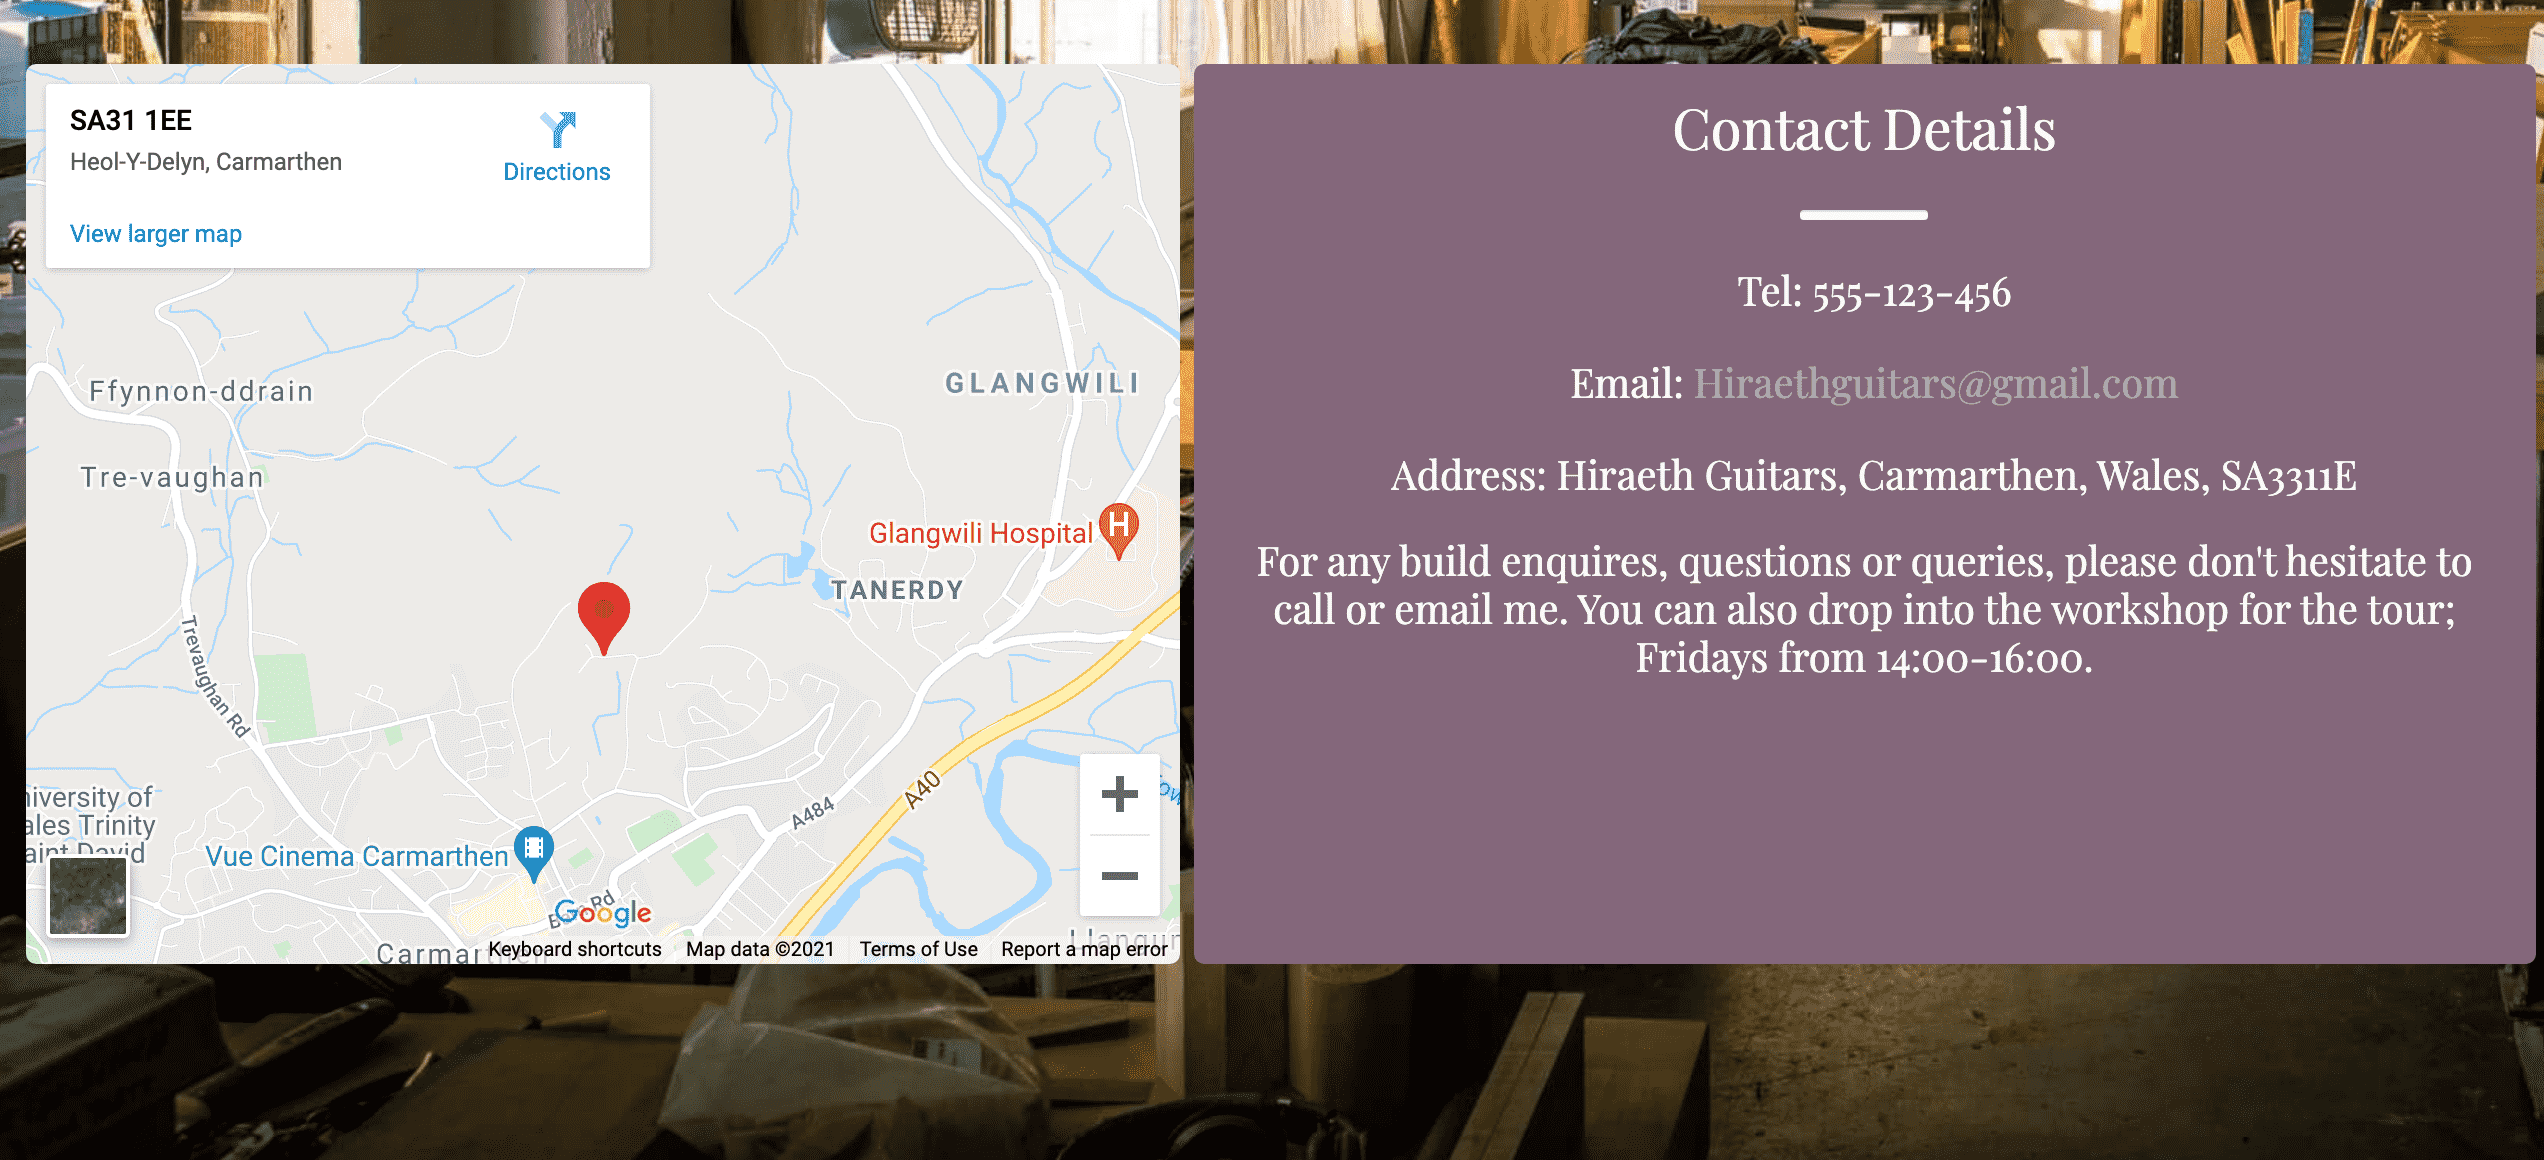 SA31 1EE
Heol-Y-Delyn, Carmarthen
Directions
View larger map
GLANGWILI
Ffynnon-ddrain
Tre-vaughan
Glangwili Hospital
H
TANERDY
Trevaughan Rd
A40
A484
iversity of
ales Trinity
aint David
Vue Cinema Carmarthen
Rd
Google
Carmarthen
Llangun
Keyboard shortcuts
Map data ©2021
Terms of Use
Report a map error
Contact Details
Tel: 555-123-456
Email: Hiraethguitars@gmail.com
Address: Hiraeth Guitars, Carmarthen, Wales, SA3311E
For any build enquires, questions or queries, please don't hesitate to
call or email me. You can also drop into the workshop for the tour;
Fridays from 14:00-16:00.